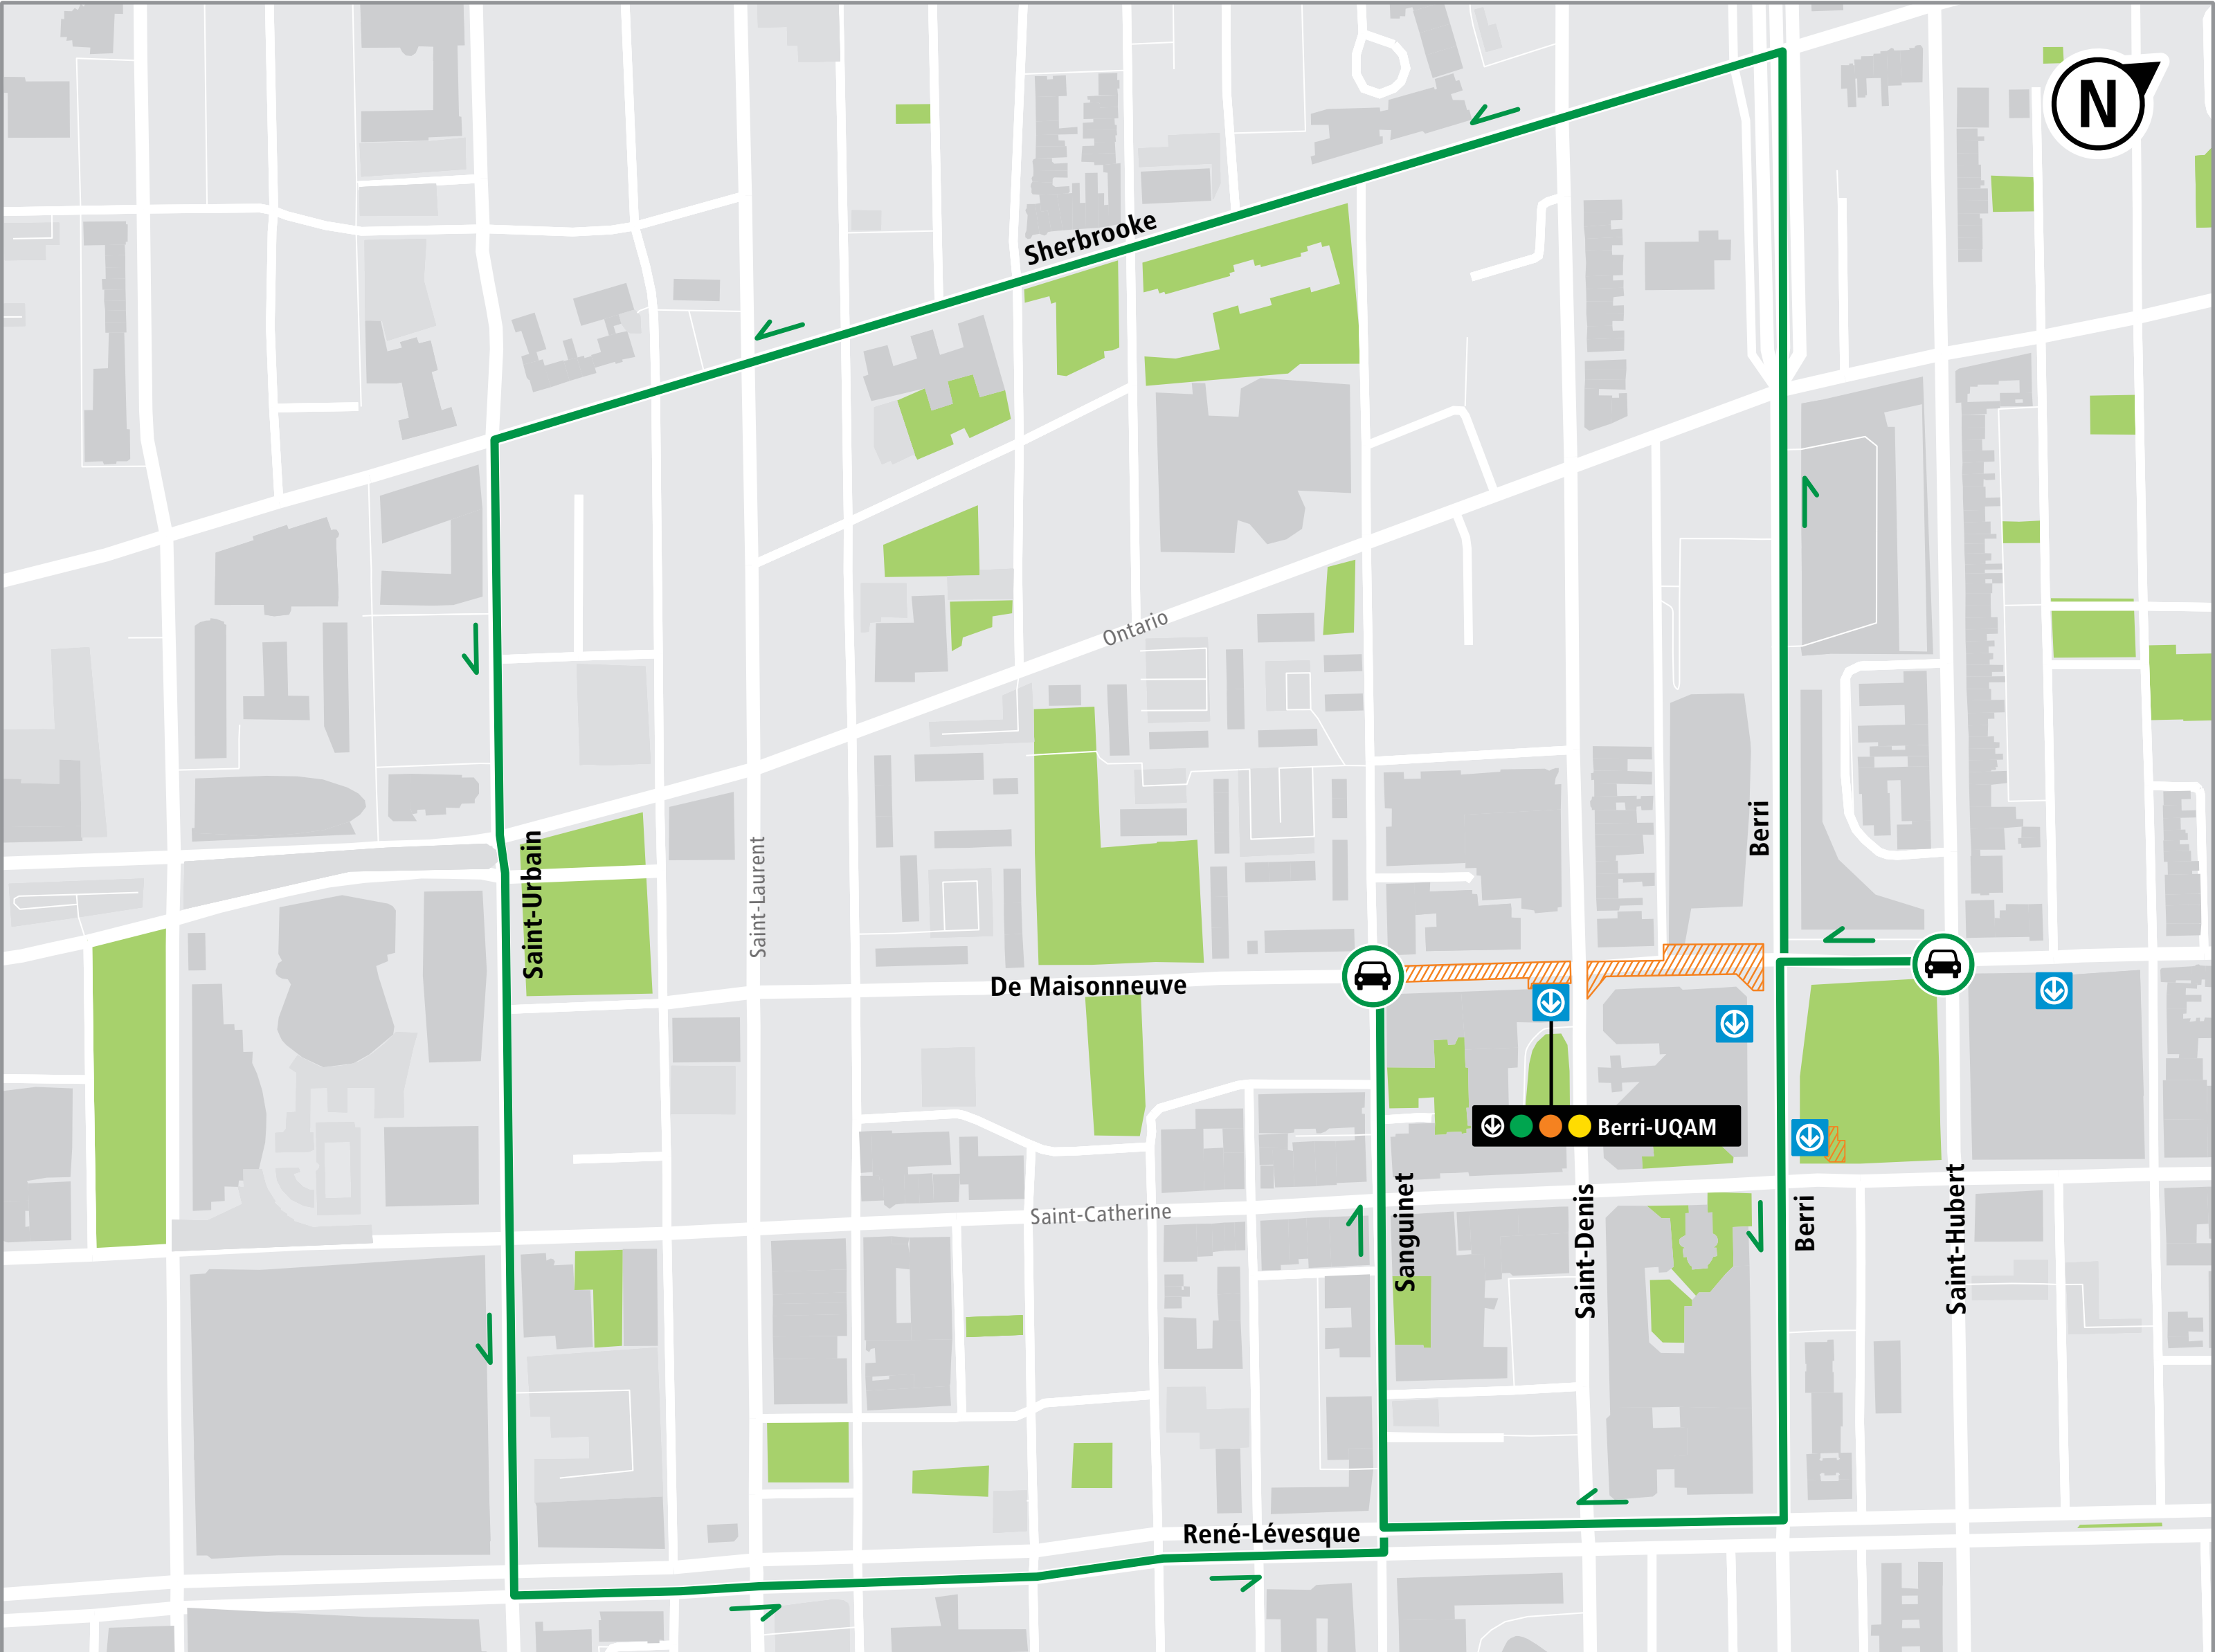 N
Sherbrooke
Ontario
Berri
Saint-Urbain
Saint-Laurent
De Maisonneuve
Berri-UQAM
Sanguinet
Saint-Denis
Berri
Saint-Hubert
Saint-Catherine
René-Lévesque